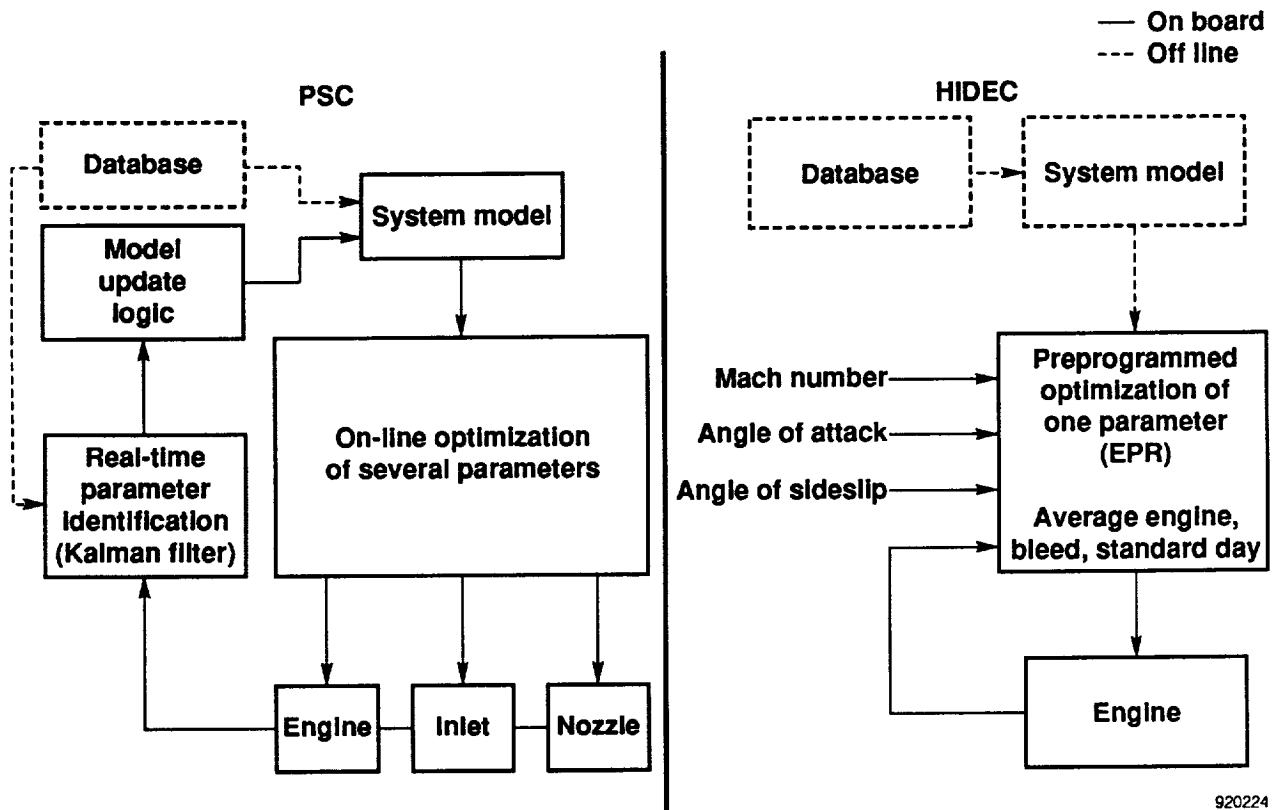 On board
Off line
PSC
Database
System model
Model
update
logic
On-line optimization
of several parameters
Real-time
parameter
identification
(Kalman filter)
Engine
Inlet
Nozzle
HIDEC
Database
System model
Mach number
Angle of attack
Angle of sideslip
Preprogrammed
optimization of
one parameter
(EPR)
Average engine,
bleed, standard day
Engine
920224